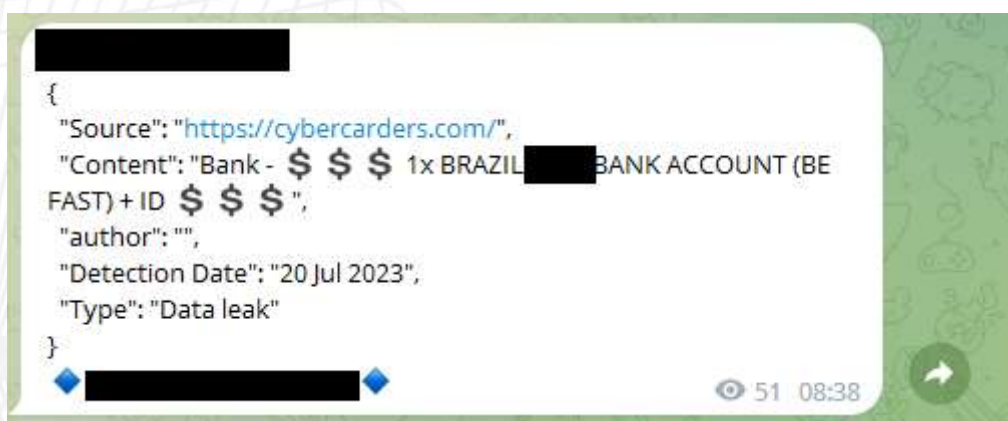 {
"Source": "https://cybercarders.com/",
"Content": "Bank - 💲 💲 💲 1x BRAZIL BANK ACCOUNT (BE
FAST) + ID 💲 💲 💲 ",
"author": "",
"Detection Date": "20 Jul 2023",
"Type": "Data leak"
}
51 08:38